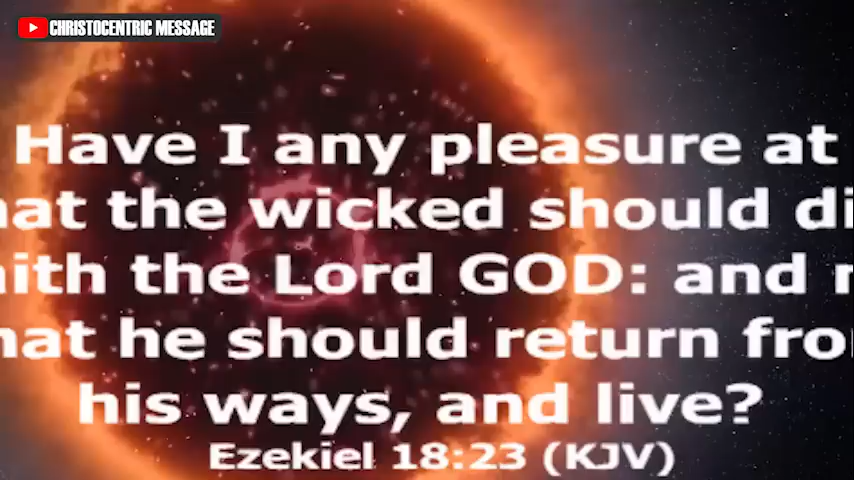 CHRISTOCENTRIC MESSAGE
Have I any pleasure at
hat the wicked should di
ith the Lord GOD: and
hat he should return fro
his ways, and live?
Ezekiel 18:23 (KJV)